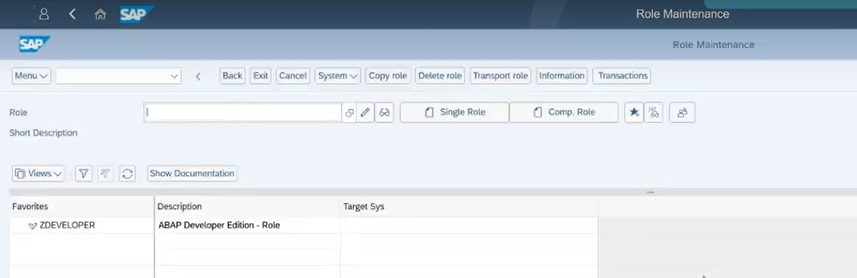 SAP Role Maintenance
SAP Role Maintenance
Menu Back Exit Cancel System Copy role Delete role Transport role Information Transactions
Role Single Role Comp. Role
Short Description
Views Show Documentation
Favorites Description Target Sys
ZDEVELOPER ABAP Developer Edition - Role